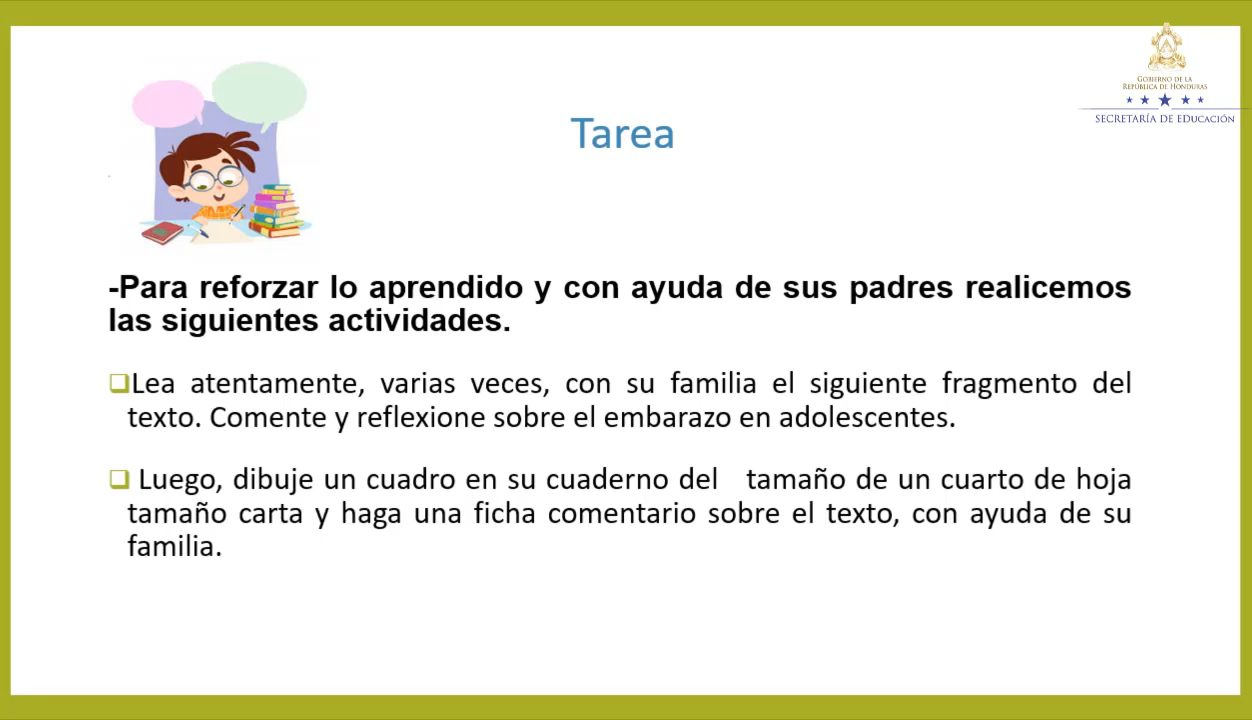 GOBIERNO DE LA
REPÚBLICA DE HONDURAS
SECRETARÍA DE EDUCACIÓN
Tarea
-Para reforzar lo aprendido y con ayuda de sus padres realicemos
las siguientes actividades.
Lea atentamente, varias veces, con su familia el siguiente fragmento del
texto. Comente y reflexione sobre el embarazo en adolescentes.
Luego, dibuje un cuadro en su cuaderno del tamaño de un cuarto de hoja
tamaño carta y haga una ficha comentario sobre el texto, con ayuda de su
familia.